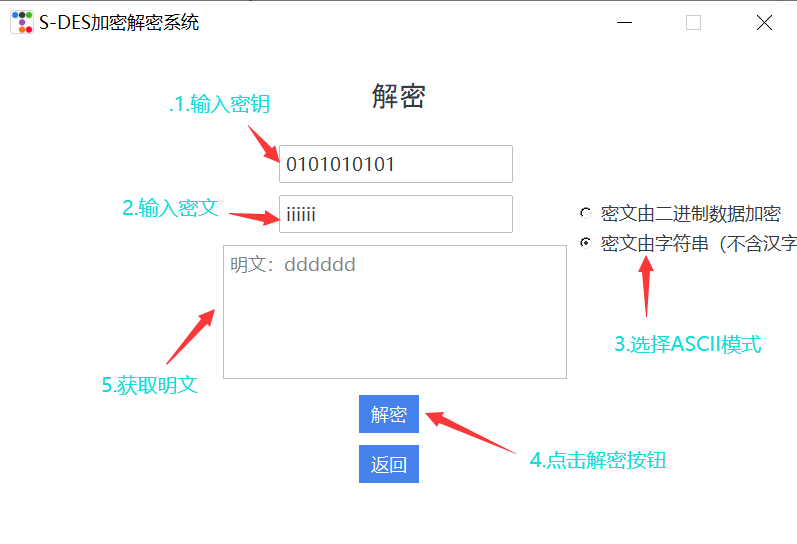 S-DES加密解密系统
解密
.1.输入密钥
0101010101
2.输入密文
iiiiii
密文由二进制数据加密
密文由字符串（不含汉字
明文：dddddd
3.选择ASCII模式
5.获取明文
解密
4.点击解密按钮
返回